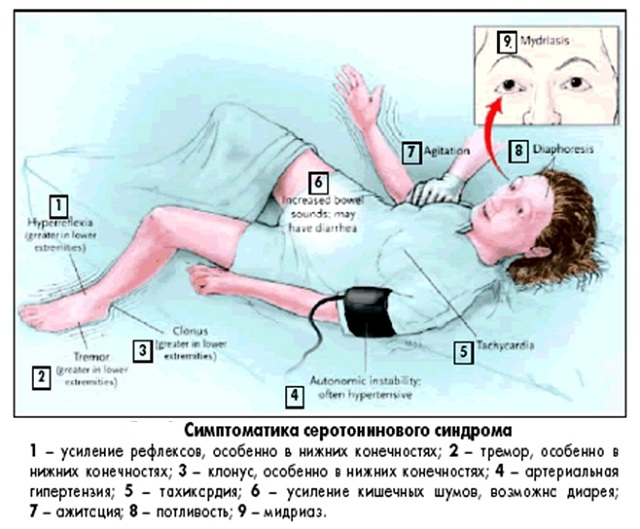 9 Mydriasis
7 Agitation
8 Diaphoresis
6
Increased bowel
sounds; may
have diarrhea
1
Hyperreflexia
(greater in lower
extremities)
Clonus
3 (greater in lower
extremities)
Tremor
2 (greater in lower
extremities)
5 Tachycardia
4 Autonomic instability;
often hypertensive
Симптоматика серотонинового синдрома
1 – усиление рефлексов, особенно в нижних конечностях; 2 – тремор, особенно в
нижних конечностях; 3 – клонус, особенно в нижних конечностях; 4 – артериальная
гипертензия; 5 – тахиксрдия; 6 – усиление кишечных шумов, возможнс диарея;
7 – ажитсция; 8 – потливость; 9 – мидриаз.